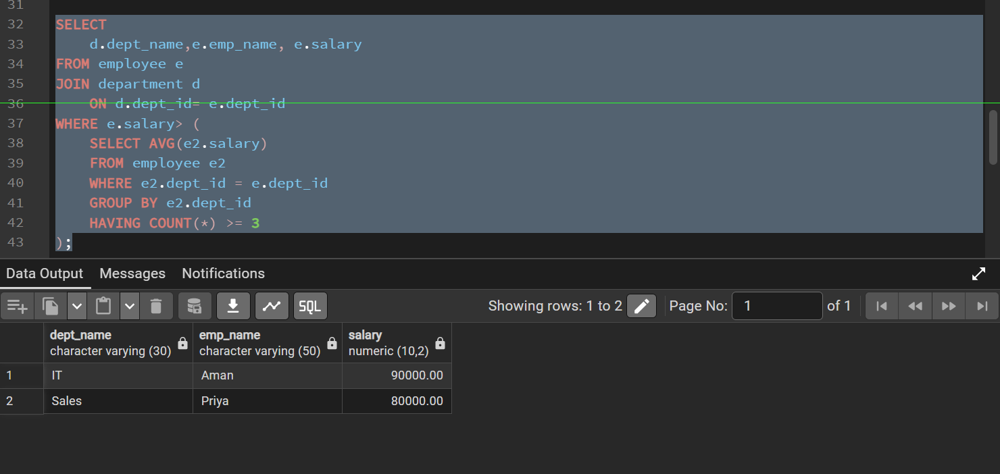 31
32 SELECT
33 d.dept_name,e.emp_name, e.salary
34 FROM employee e
35 JOIN department d
36 ON d.dept_id= e.dept_id
37 WHERE e.salary> (
38 SELECT AVG(e2.salary)
39 FROM employee e2
40 WHERE e2.dept_id = e.dept_id
41 GROUP BY e2.dept_id
42 HAVING COUNT(*) >= 3
43 );
Data Output Messages Notifications
SQL Showing rows: 1 to 2 Page No: 1 of 1
dept_name emp_name salary
character varying (30) character varying (50) numeric (10,2)
1 IT Aman 90000.00
2 Sales Priya 80000.00